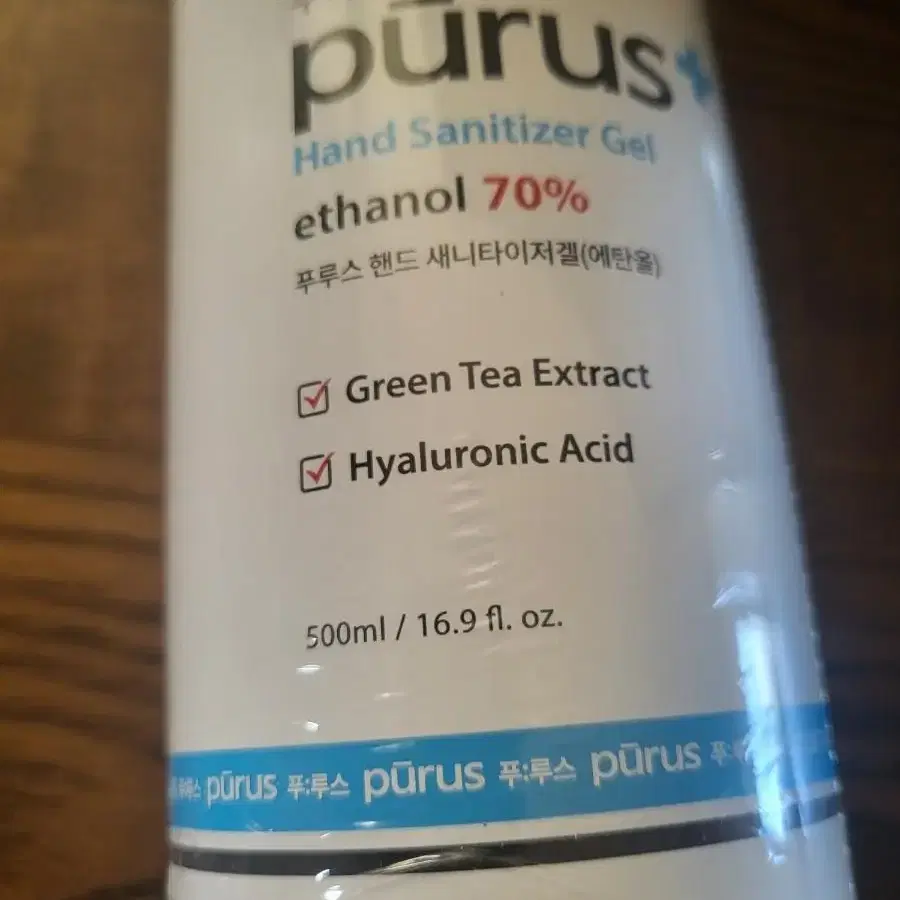 pūrus
Hand Sanitizer Gel
ethanol 70%
푸루스 핸드 새니타이저겔(에탄올)
Green Tea Extract
Hyaluronic Acid
500ml / 16.9 fl. oz.
pūrus 푸:루스 pūrus 푸:루스 pūrus